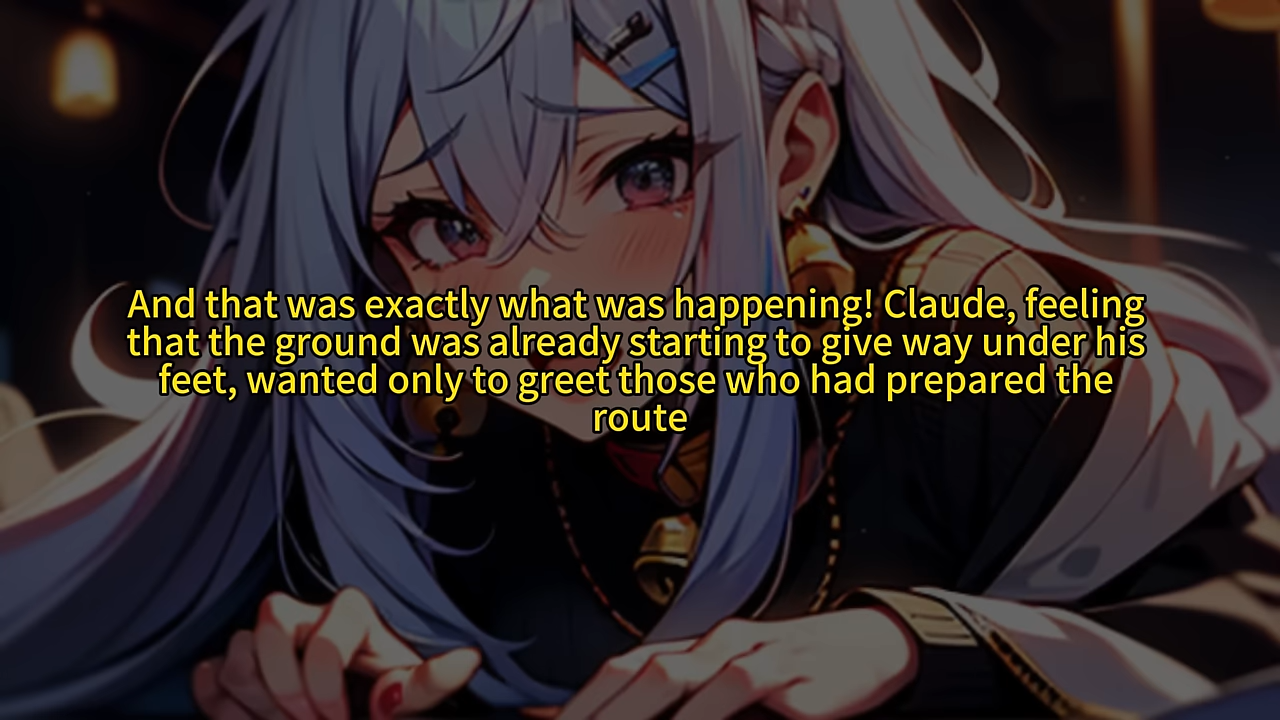 And that was exactly what was happening! Claude, feeling
that the ground was already starting to give way under his
feet, wanted only to greet those who had prepared the
route